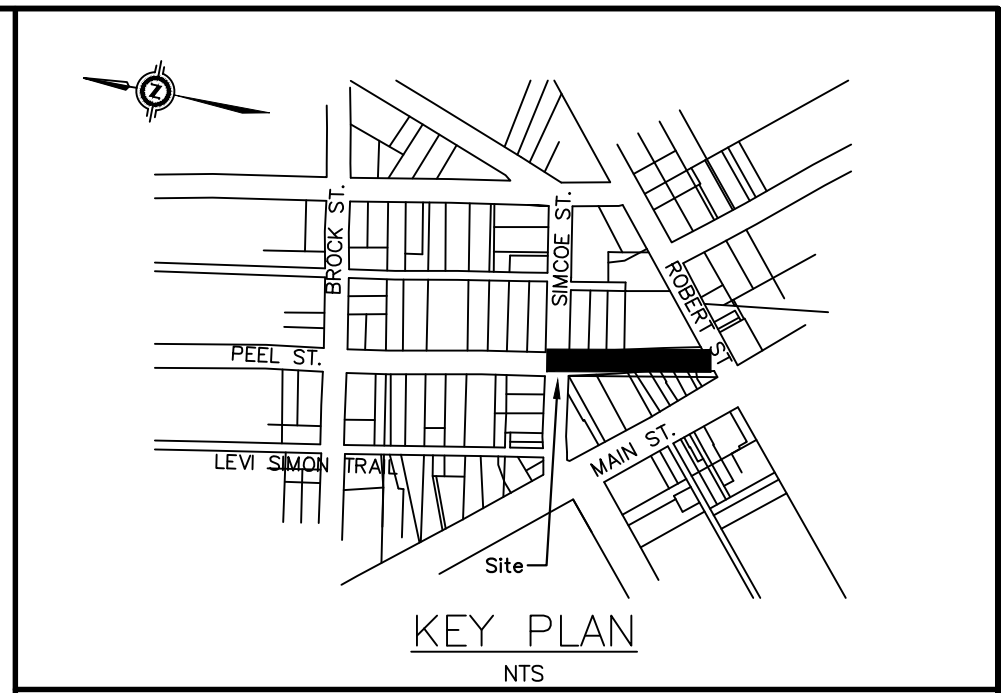 N
BROCK ST.
SIMCOE ST.
ROBERT ST
PEEL ST.
MAIN ST.
LEVI SIMON TRAIL
Site
KEY PLAN
NTS